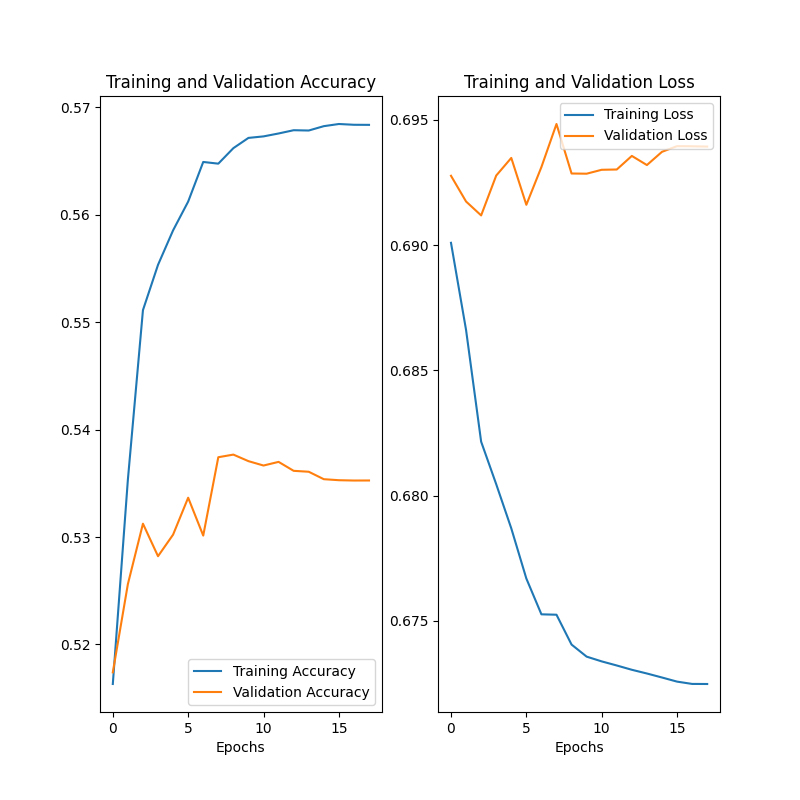 Training and Validation Accuracy
0.57
0.56
0.55
0.54
0.53
0.52
0
5
10
15
Epochs
Training Accuracy
Validation Accuracy
Training and Validation Loss
0.695
0.690
0.685
0.680
0.675
0
5
10
15
Epochs
Training Loss
Validation Loss